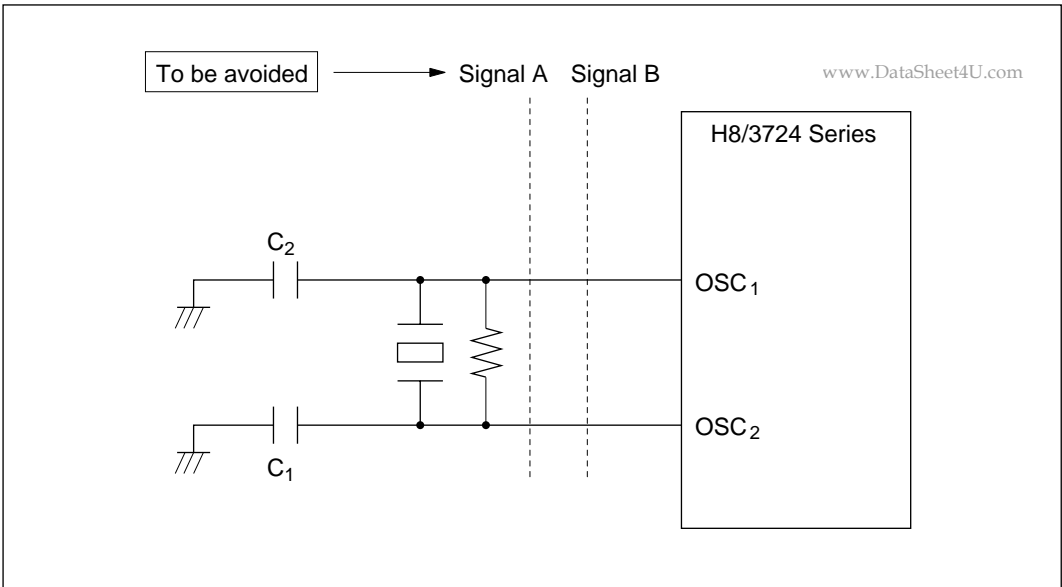 To be avoided
Signal A
Signal B
www.DataSheet4U.com
H8/3724 Series
C2
OSC1
OSC2
C1